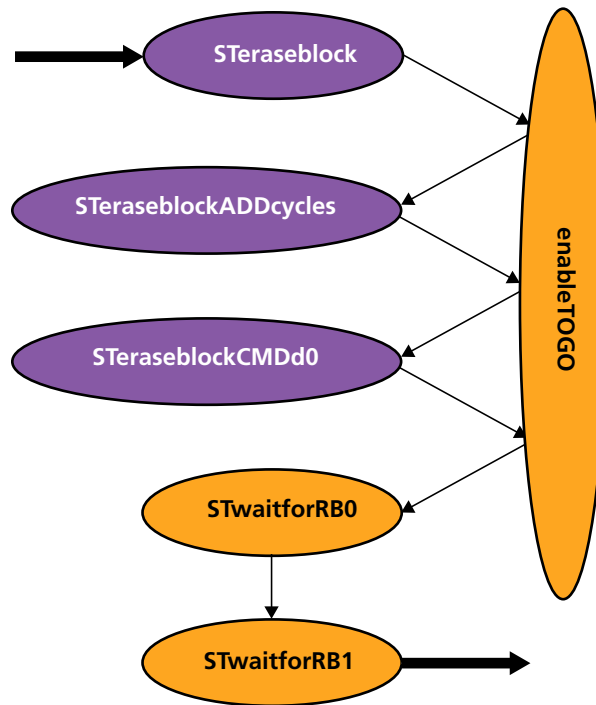 STeraseblock
STeraseblockADDcycles
enableTOGO
STeraseblockCMDd0
STwaitforRB0
STwaitforRB1